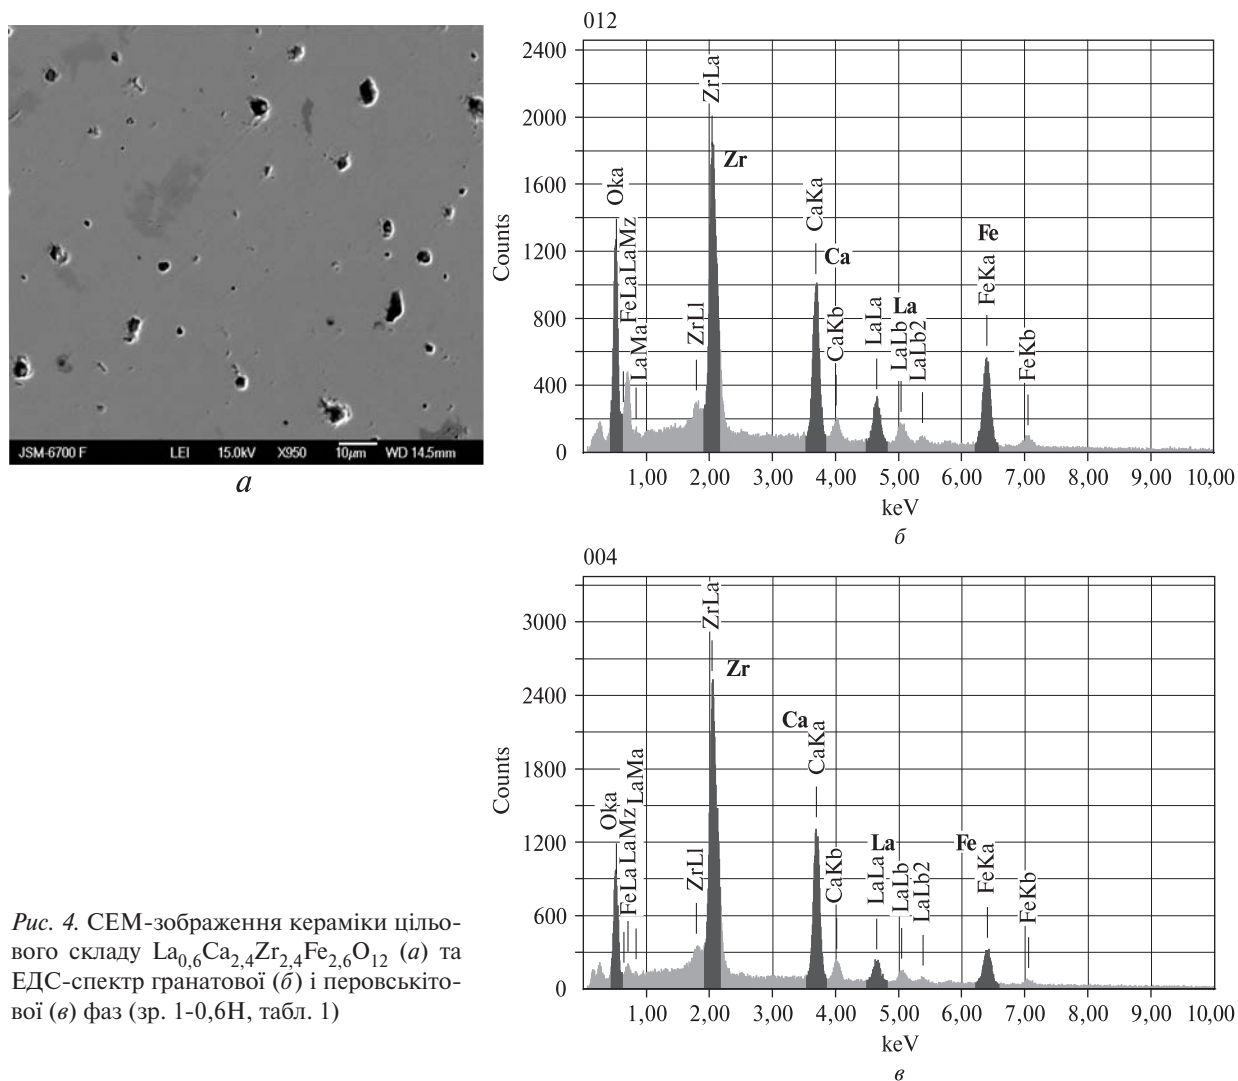 JSM-6700 F LEI 15.0kV X950 10μm WD 14.5mm
а
012
Counts
2400
2000
1600
1200
800
400
0
Oka
FeLaLaMz
LaMa
ZrLl
ZrLa
Zr
CaKa
Ca
CaKb
LaLa
La
LaLb
LaLb2
Fe
FeKa
FeKb
1,00 2,00 3,00 4,00 5,00 6,00 7,00 8,00 9,00 10,00
keV
б
004
Counts
3000
2400
1800
1200
600
0
Oka
FeLaLaMz
LaMa
ZrLl
ZrLa
Zr
Ca
CaKa
CaKb
La
LaLa
LaLb
LaLb2
Fe
FeKa
FeKb
1,00 2,00 3,00 4,00 5,00 6,00 7,00 8,00 9,00 10,00
keV
в
Рис. 4. СЕМ-зображення кераміки цільо-
вого складу La0,6Ca2,4Zr2,4Fe2,6O12 (а) та
ЕДС-спектр гранатової (б) і перовськіто-
вої (в) фаз (зр. 1-0,6Н, табл. 1)